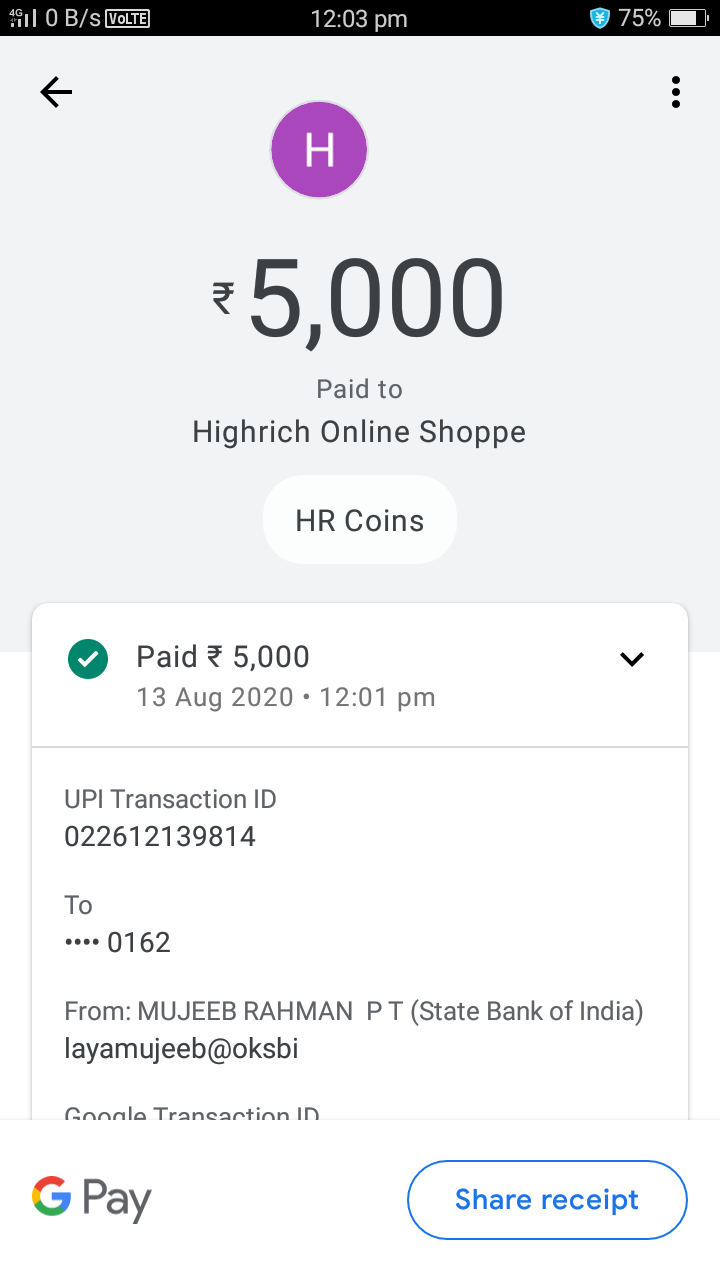 4G 0 B/s VoLTE 12:03 pm 75%
H
₹5,000
Paid to
Highrich Online Shoppe
HR Coins
Paid ₹ 5,000
13 Aug 2020 • 12:01 pm
UPI Transaction ID
022612139814
To
•••• 0162
From: MUJEEB RAHMAN  P T (State Bank of India)
layamujeeb@oksbi
Google Transaction ID
G Pay
Share receipt